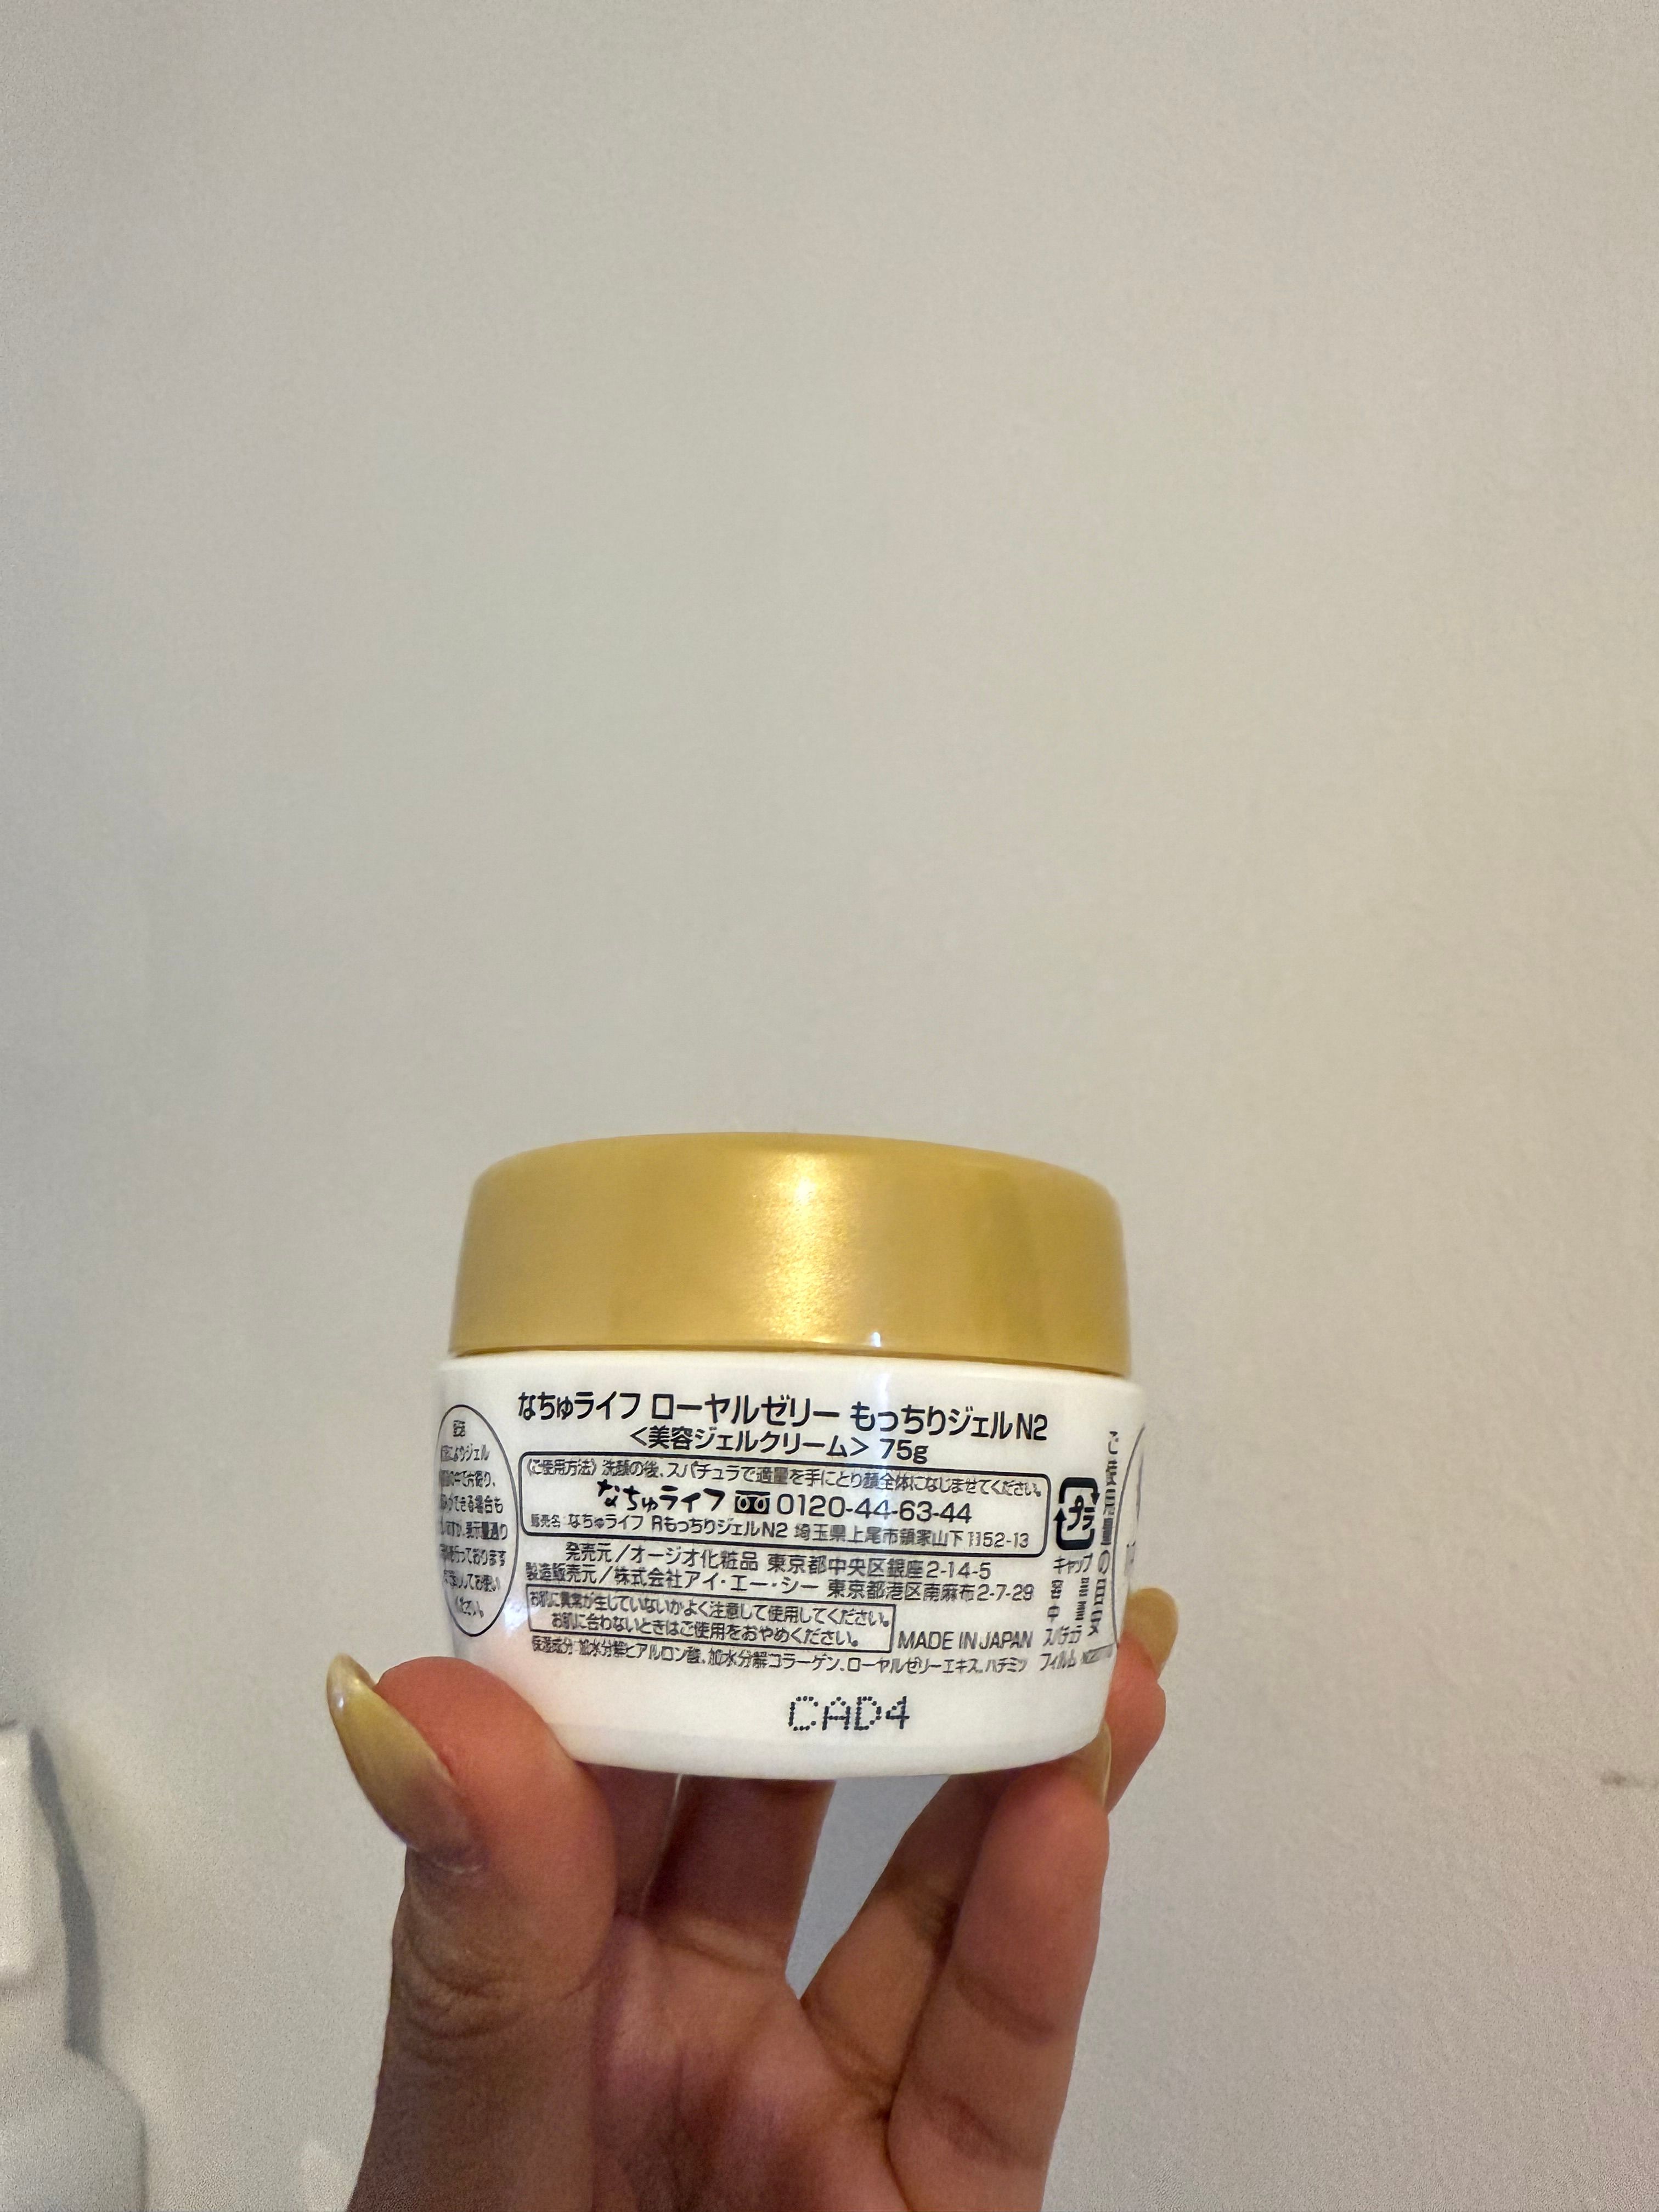 なちゅライフ ローヤルゼリー もっちりジェルN2
<美容ジェルクリーム> 75g
《ご使用方法》洗顔の後、スパチュラで適量を手にとり顔全体になじませてください。
なちゅライフ 0120-44-63-44
販売名:なちゅライフ RもっちりジェルN2 埼玉県上尾市領家山下1152-13
発売元/オージオ化粧品 東京都中央区銀座2-14-5
製造販売元/株式会社アイ・エー・シー 東京都港区南麻布2-7-29
お肌に異常が生じていないかよく注意して使用してください。
お肌に合わないときはご使用をおやめください。
MADE IN JAPAN
保湿成分:加水分解ヒアルロン酸、加水分解コラーゲン、ローヤルゼリーエキス、ハチミツ
CAD4
プラ
キャップ
容
中
スパチュラ
フィルム